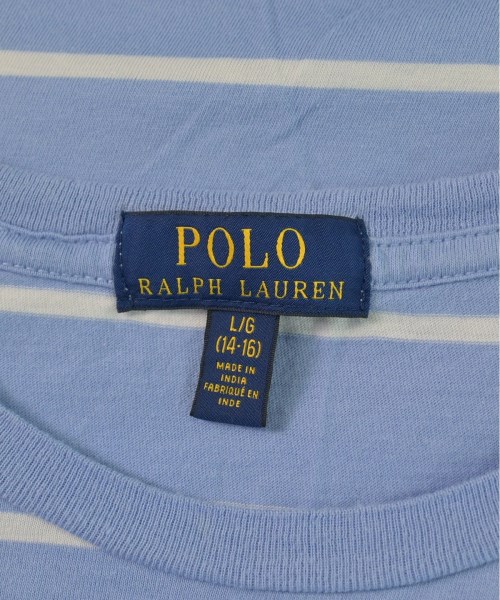 POLO
RALPH LAUREN
L/G
(14-16)
MADE IN
INDIA
FABRIQUÉ EN
INDE